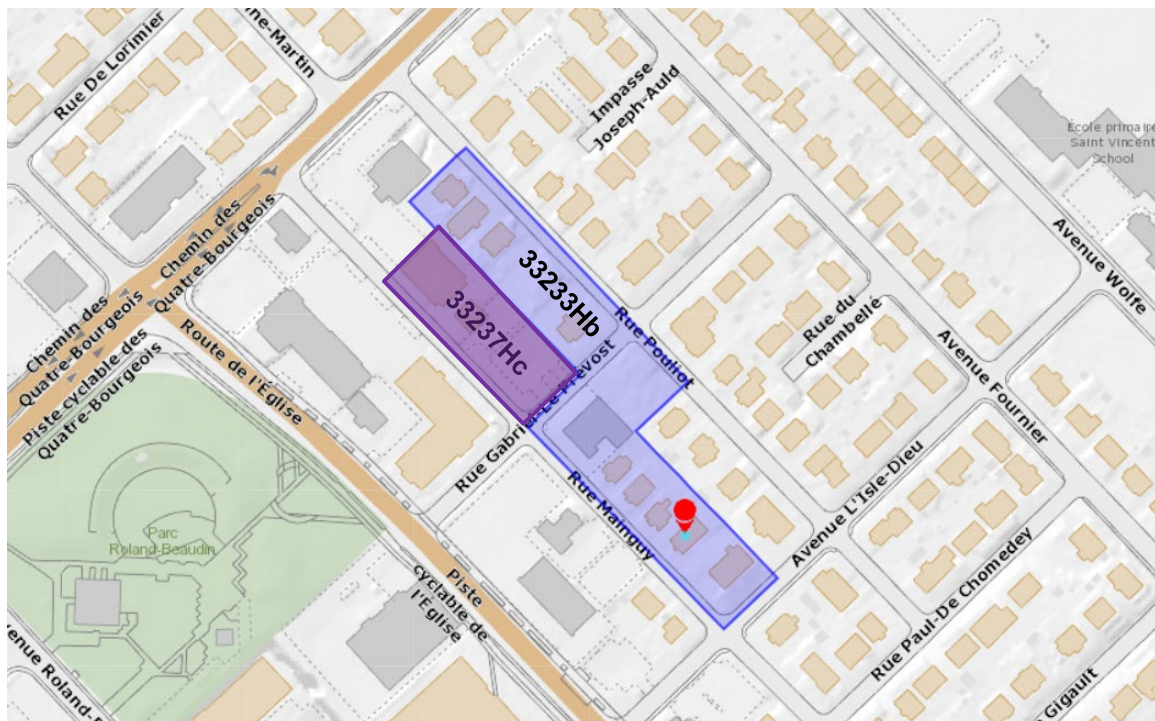 Rue De Lorimier
ne-Martin
Impasse
Joseph-Auld
École primaire
Saint Vincent
School
Chemin des
Quatre-Bourgeois
Chemin des
Quatre-Bourgeois
Piste cyclable des
Quatre-Bourgeois
Route de l'Église
33233Hb
33237Hc
Rue Pouliot
Rue du
Chambellé
Avenue Wolfe
Avenue Fournier
Rue Gabriel-Le Prévost
Rue Mainguy
Avenue L'Isle-Dieu
Rue Paul-De Chomedey
Gigault
Parc
Roland-Beaudin
Piste
cyclable de
l'Église
venue Roland-B